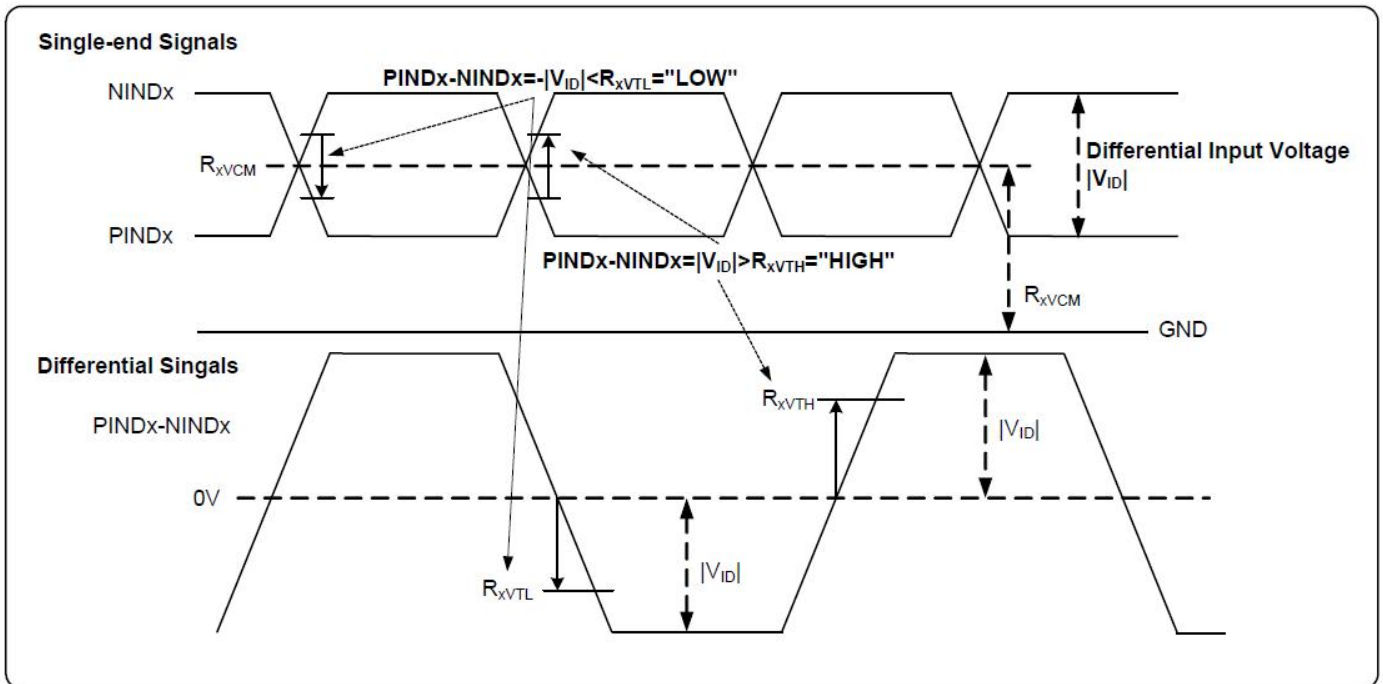 Single-end Signals
PINDx-NINDx=-|VID|<RxVTL="LOW"
NINDx
RxVCM
Differential Input Voltage
|VID|
PINDx
PINDx-NINDx=|VID|>RxVTH="HIGH"
RxVCM
GND
Differential Singals
RxVTH
PINDx-NINDx
|VID|
0V
|VID|
RxVTL